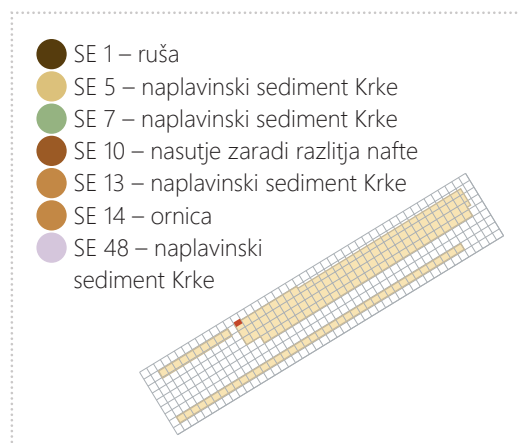 SE 1 – ruša
SE 5 – naplavinski sediment Krke
SE 7 – naplavinski sediment Krke
SE 10 – nasutje zaradi razlitja nafte
SE 13 – naplavinski sediment Krke
SE 14 – ornica
SE 48 – naplavinski
sediment Krke